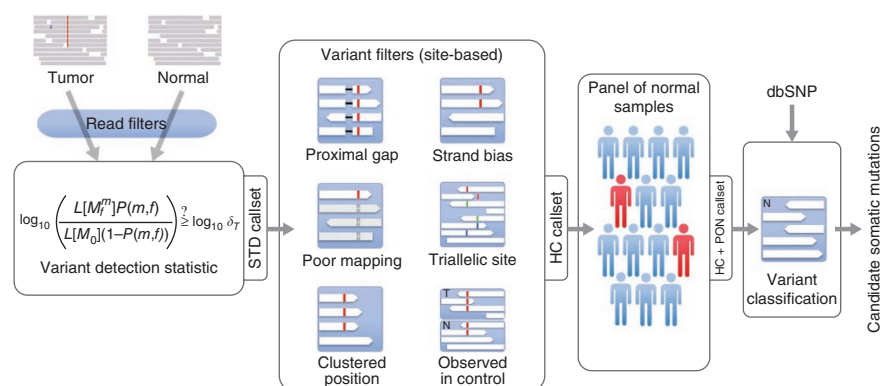 Tumor
Normal
Read filters
log10 (L[M_f^m]P(m,f) / L[M0](1–P(m,f))) ≥? log10 δT
Variant detection statistic
STD callset
Variant filters (site-based)
Proximal gap
Strand bias
Poor mapping
Triallelic site
Clustered
position
T
N
Observed
in control
HC callset
Panel of normal
samples
HC + PON callset
dbSNP
N
Variant
classification
Candidate somatic mutations